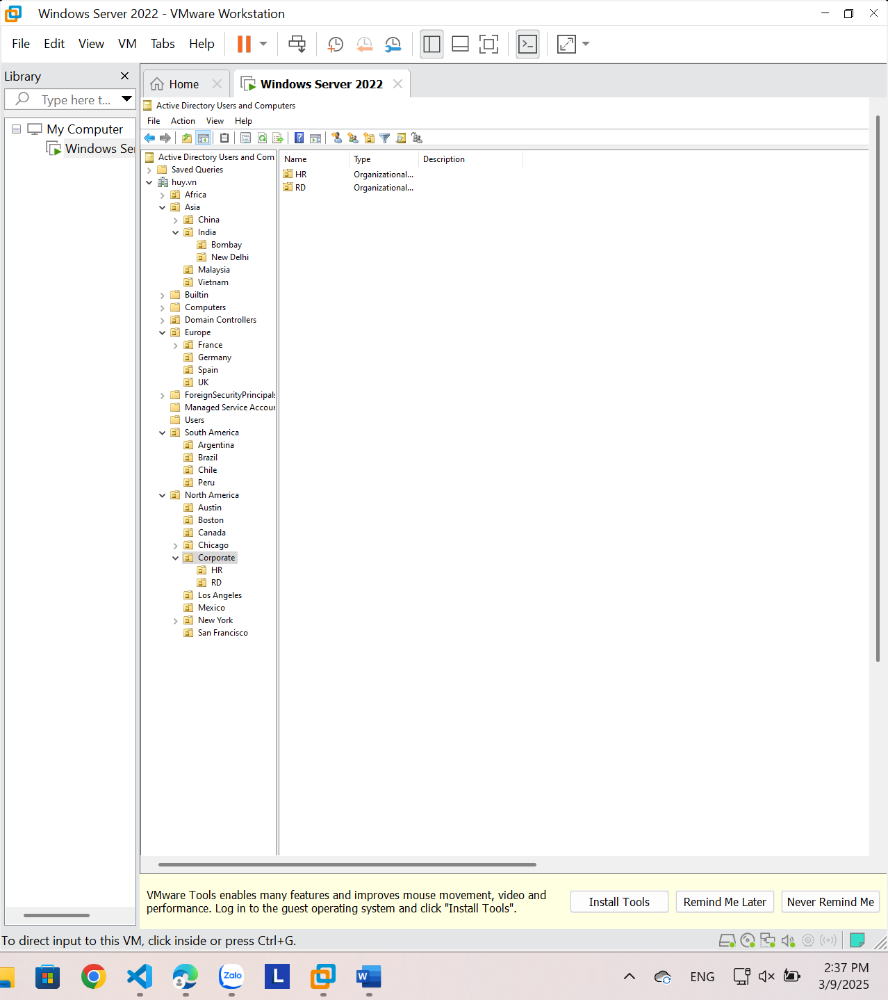 Windows Server 2022 - VMware Workstation
File Edit View VM Tabs Help
Library
Type here t...
My Computer
Windows Ser
Home
Windows Server 2022
Active Directory Users and Computers
File Action View Help
Active Directory Users and Com
Saved Queries
huy.vn
Africa
Asia
China
India
Bombay
New Delhi
Malaysia
Vietnam
Builtin
Computers
Domain Controllers
Europe
France
Germany
Spain
UK
ForeignSecurityPrincipals
Managed Service Accour
Users
South America
Argentina
Brazil
Chile
Peru
North America
Austin
Boston
Canada
Chicago
Corporate
HR
RD
Los Angeles
Mexico
New York
San Francisco
Name Type Description
HR Organizational...
RD Organizational...
VMware Tools enables many features and improves mouse movement, video and
performance. Log in to the guest operating system and click "Install Tools".
Install Tools
Remind Me Later
Never Remind Me
To direct input to this VM, click inside or press Ctrl+G.
Zalo
L
W
ENG
2:37 PM
3/9/2025